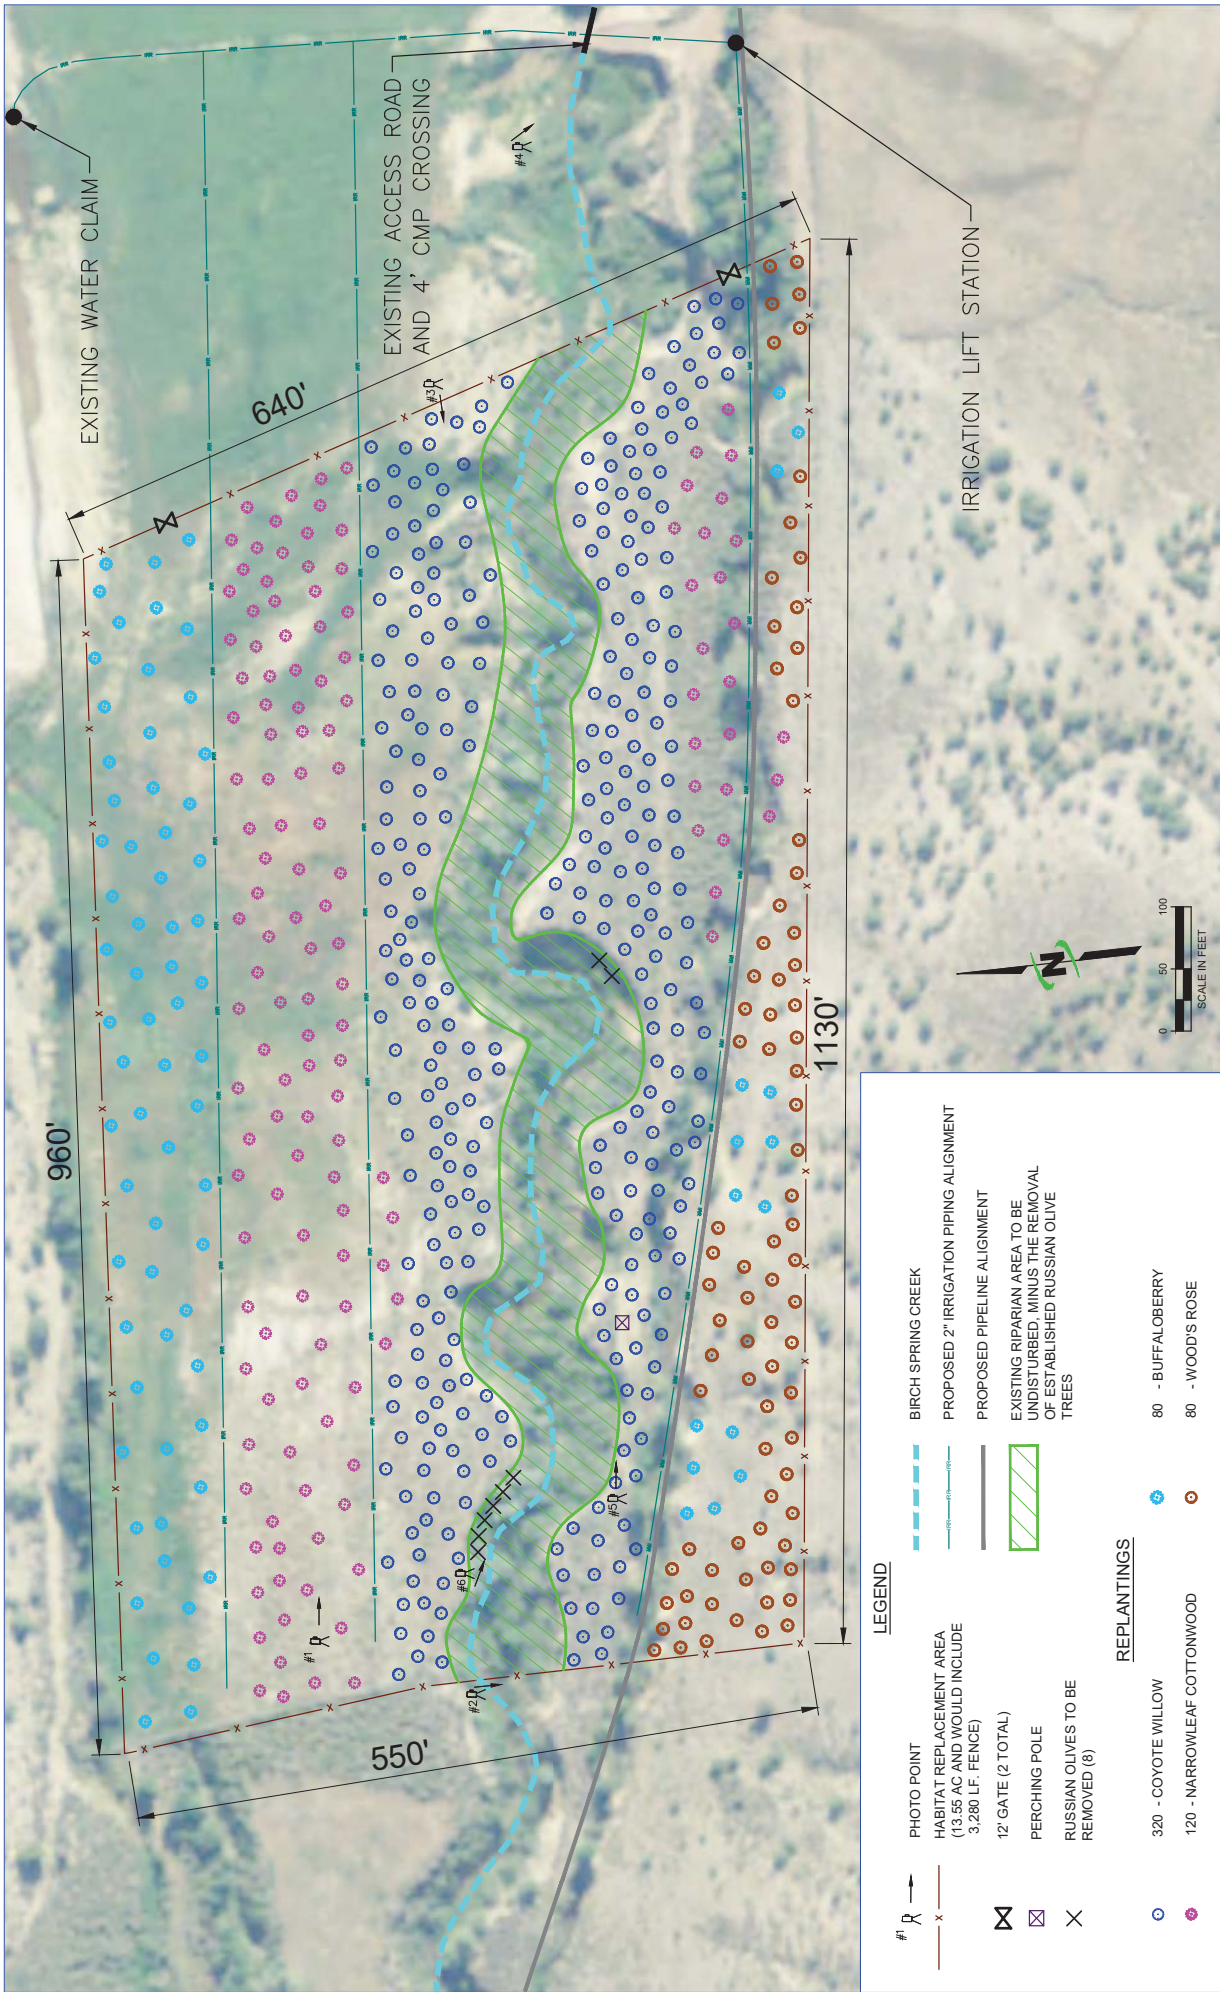 EXISTING WATER CLAIM
EXISTING ACCESS ROAD
AND 4' CMP CROSSING
IRRIGATION LIFT STATION
960'
640'
550'
1130'
#1
#2
#3
#4
#5
#6
N
0 50 100
SCALE IN FEET
LEGEND
#1 PHOTO POINT
HABITAT REPLACEMENT AREA
(13.55 AC AND WOULD INCLUDE
3,280 L.F. FENCE)
12' GATE (2 TOTAL)
PERCHING POLE
RUSSIAN OLIVES TO BE
REMOVED (8)
BIRCH SPRING CREEK
PROPOSED 2" IRRIGATION PIPING ALIGNMENT
PROPOSED PIPELINE ALIGNMENT
EXISTING RIPARIAN AREA TO BE
UNDISTURBED, MINUS THE REMOVAL
OF ESTABLISHED RUSSIAN OLIVE
TREES
REPLANTINGS
320 - COYOTE WILLOW
120 - NARROWLEAF COTTONWOOD
80 - BUFFALOBERRY
80 - WOOD'S ROSE